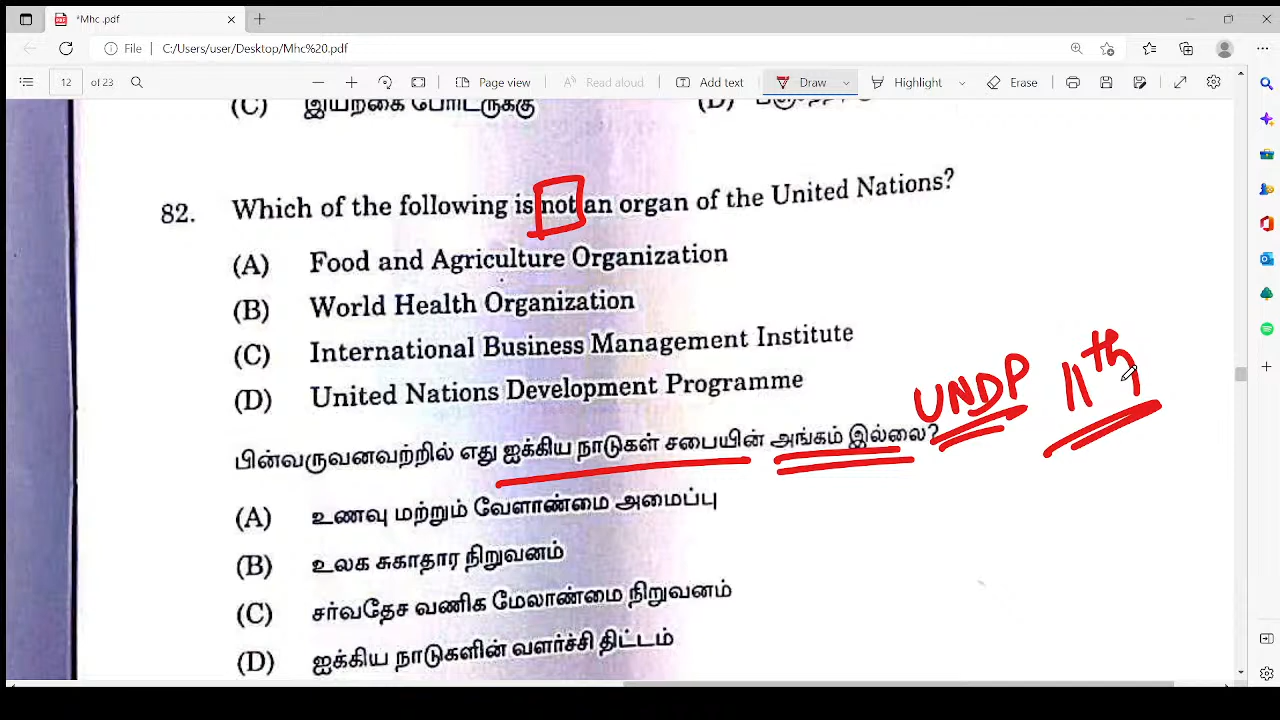 *Mhc .pdf
File C:/Users/user/Desktop/Mhc%20.pdf
12 of 23 Page view Read aloud Add text Draw Highlight Erase
(C) இயற்கை போட்டருக்கு (D)
82. Which of the following is not an organ of the United Nations?
(A) Food and Agriculture Organization
(B) World Health Organization
(C) International Business Management Institute
(D) United Nations Development Programme
UNDP 11th
பின்வருவனவற்றில் எது ஐக்கிய நாடுகள் சபையின் அங்கம் இல்லை?
(A) உணவு மற்றும் வேளாண்மை அமைப்பு
(B) உலக சுகாதார நிறுவனம்
(C) சர்வதேச வணிக மேலாண்மை நிறுவனம்
(D) ஐக்கிய நாடுகளின் வளர்ச்சி திட்டம்